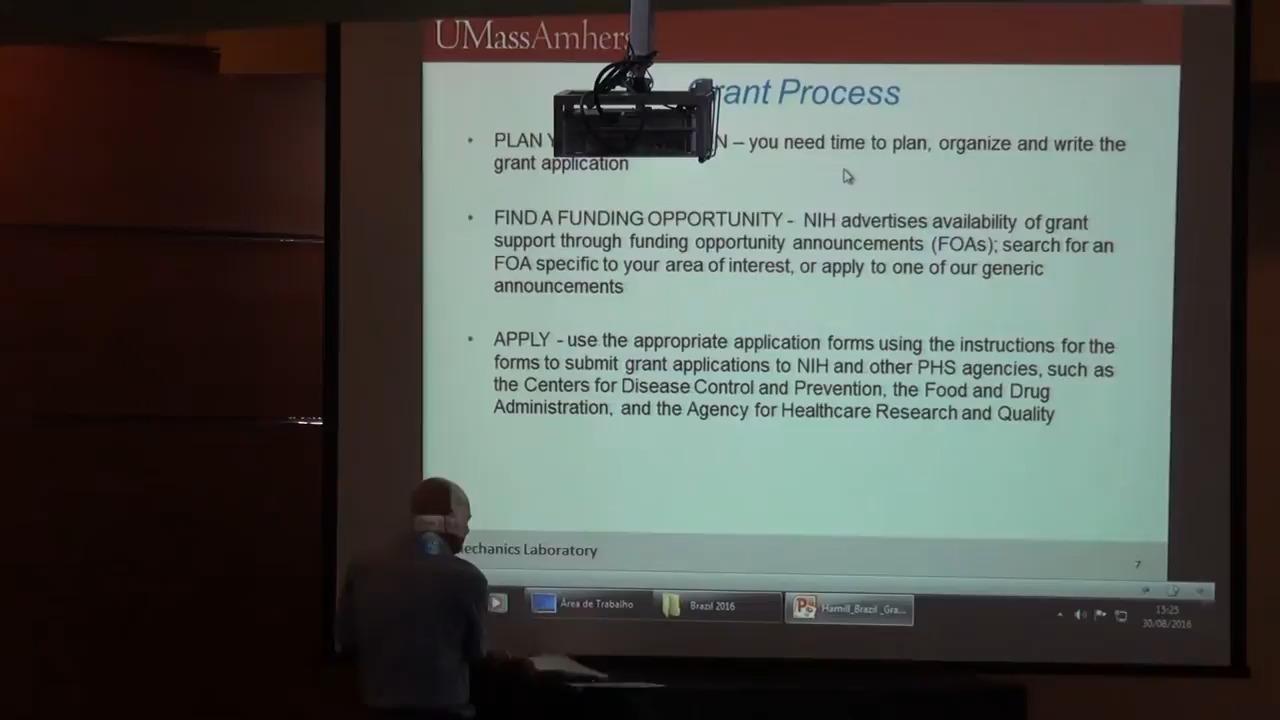 UMassAmhers
Grant Process
• PLAN Y N – you need time to plan, organize and write the
grant application
• FIND A FUNDING OPPORTUNITY - NIH advertises availability of grant
support through funding opportunity announcements (FOAs); search for an
FOA specific to your area of interest, or apply to one of our generic
announcements
• APPLY - use the appropriate application forms using the instructions for the
forms to submit grant applications to NIH and other PHS agencies, such as
the Centers for Disease Control and Prevention, the Food and Drug
Administration, and the Agency for Healthcare Research and Quality
echanics Laboratory
7
Área de Trabalho
Brazil 2016
Hamill_Brazil_Gra...
15:25
30/08/2016